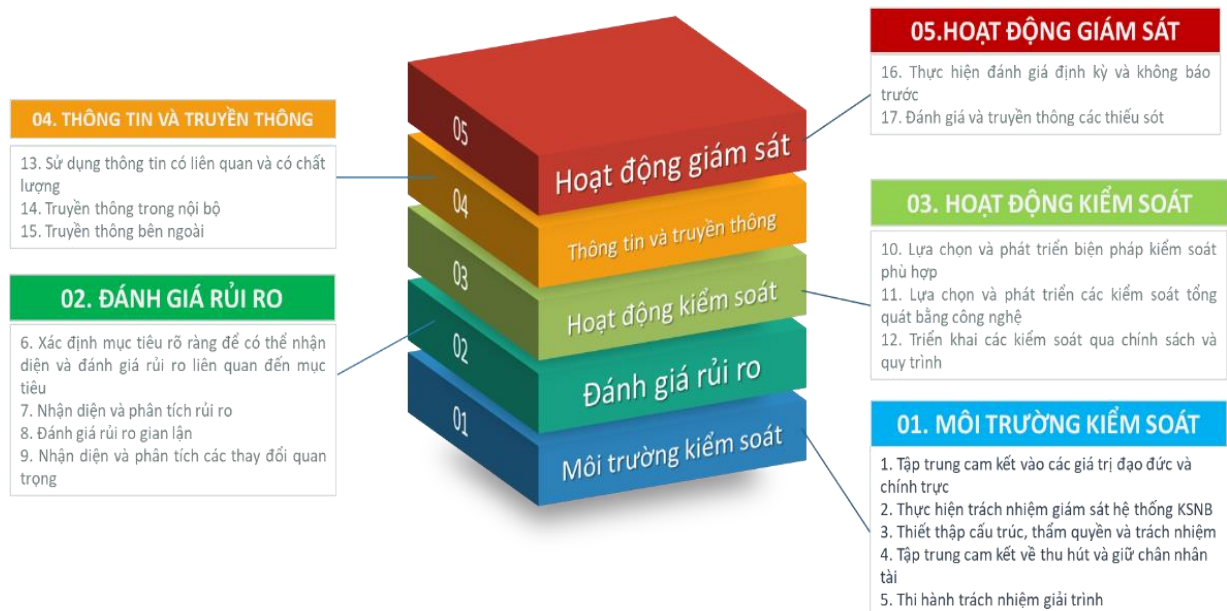 05.HOẠT ĐỘNG GIÁM SÁT
16. Thực hiện đánh giá định kỳ và không báo
trước
17. Đánh giá và truyền thông các thiếu sót
04. THÔNG TIN VÀ TRUYỀN THÔNG
13. Sử dụng thông tin có liên quan và có chất
lượng
14. Truyền thông trong nội bộ
15. Truyền thông bên ngoài
05
Hoạt động giám sát
04
Thông tin và truyền thông
03
Hoạt động kiểm soát
02
Đánh giá rủi ro
01
Môi trường kiểm soát
03. HOẠT ĐỘNG KIỂM SOÁT
10. Lựa chọn và phát triển biện pháp kiểm soát
phù hợp
11. Lựa chọn và phát triển các kiểm soát tổng
quát bằng công nghệ
12. Triển khai các kiểm soát qua chính sách và
quy trình
02. ĐÁNH GIÁ RỦI RO
6. Xác định mục tiêu rõ ràng để có thể nhận
diện và đánh giá rủi ro liên quan đến mục
tiêu
7. Nhận diện và phân tích rủi ro
8. Đánh giá rủi ro gian lận
9. Nhận diện và phân tích các thay đổi quan
trọng
01. MÔI TRƯỜNG KIỂM SOÁT
1. Tập trung cam kết vào các giá trị đạo đức và
chính trực
2. Thực hiện trách nhiệm giám sát hệ thống KSNB
3. Thiết thập cấu trúc, thẩm quyền và trách nhiệm
4. Tập trung cam kết về thu hút và giữ chân nhân
tài
5. Thi hành trách nhiệm giải trình